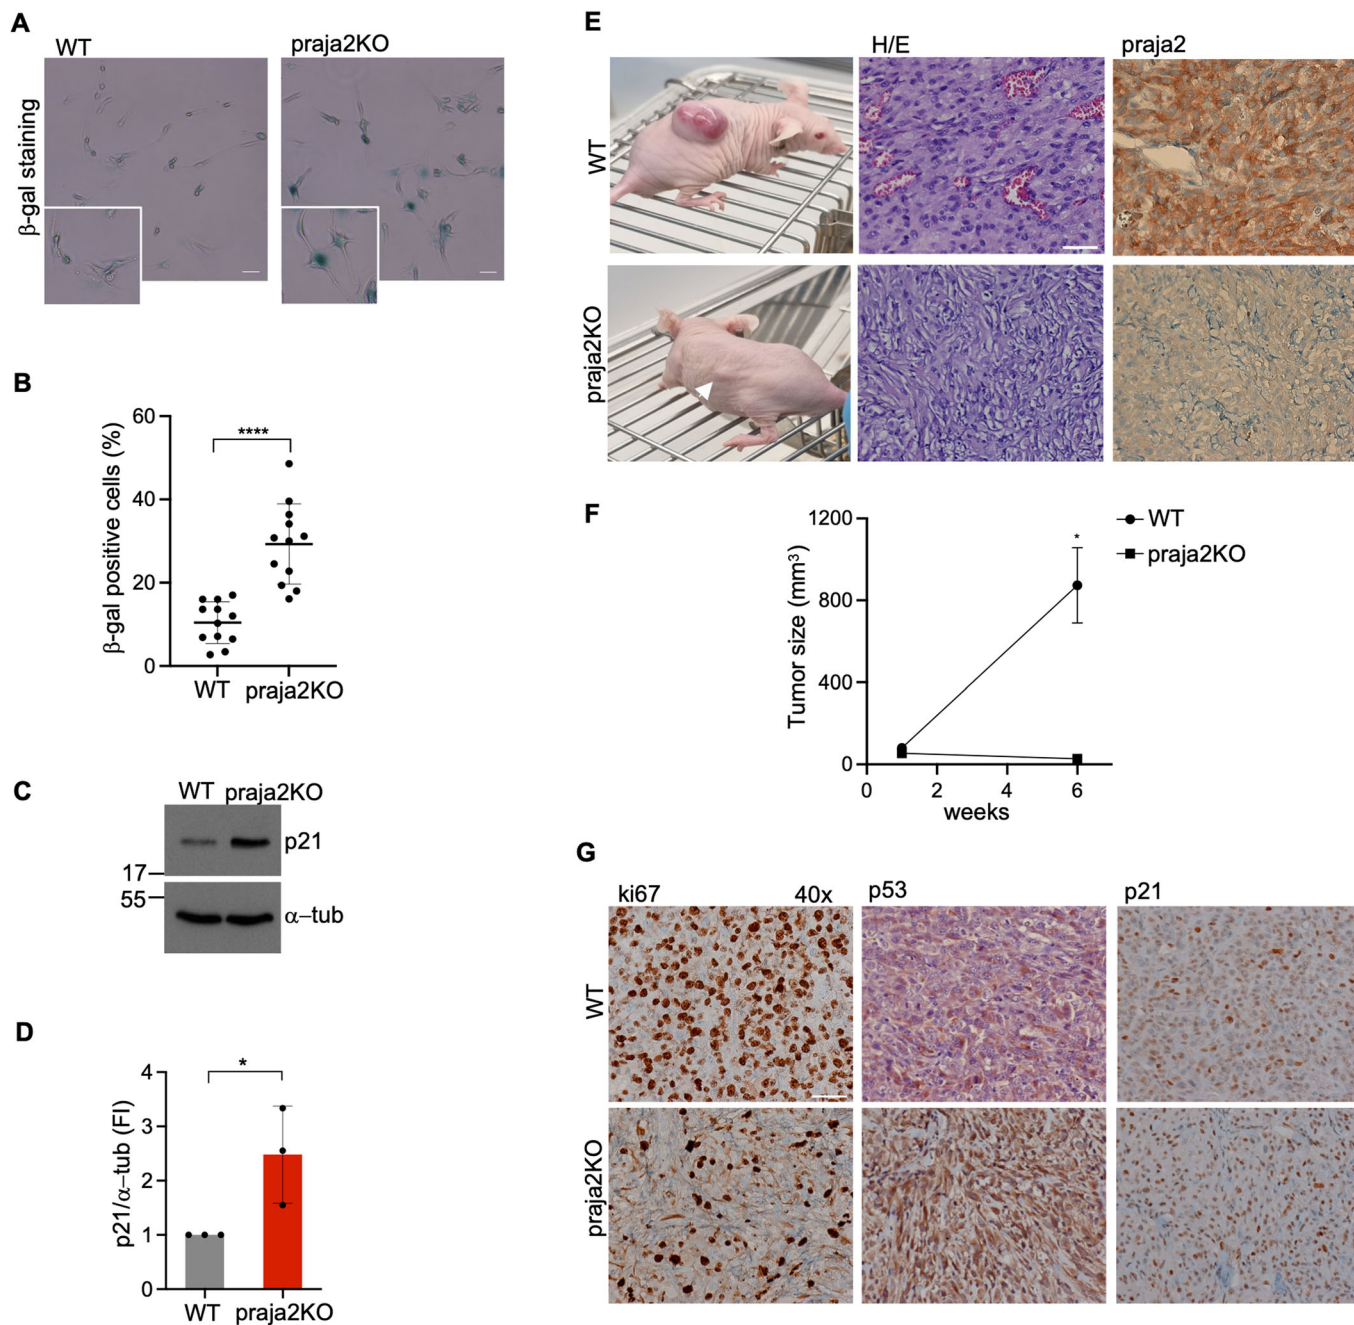 A
WT
praja2KO
β-gal staining
B
β-gal positive cells (%)
60
40
20
0
****
WT
praja2KO
C
WT
praja2KO
p21
17
55
α–tub
D
p21/α–tub (FI)
4
3
2
1
0
*
WT
praja2KO
E
H/E
praja2
WT
praja2KO
F
Tumor size (mm³)
1200
800
400
0
*
0
2
4
6
weeks
WT
praja2KO
G
ki67
40x
p53
p21
WT
praja2KO